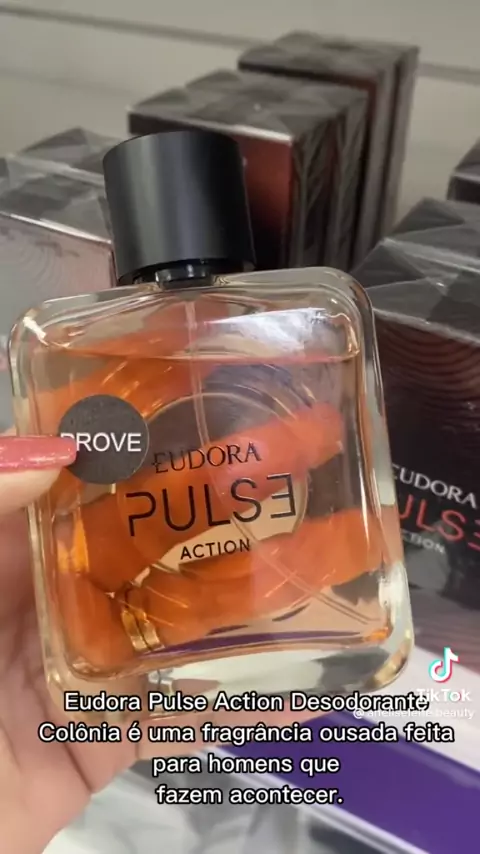 PROVE
EUDORA
PULSE
ACTION
EUDORA
PULSE
ACTION
TikTok
Eudora Pulse Action Desodorante
Colônia é uma fragrância ousada feita
para homens que
fazem acontecer.